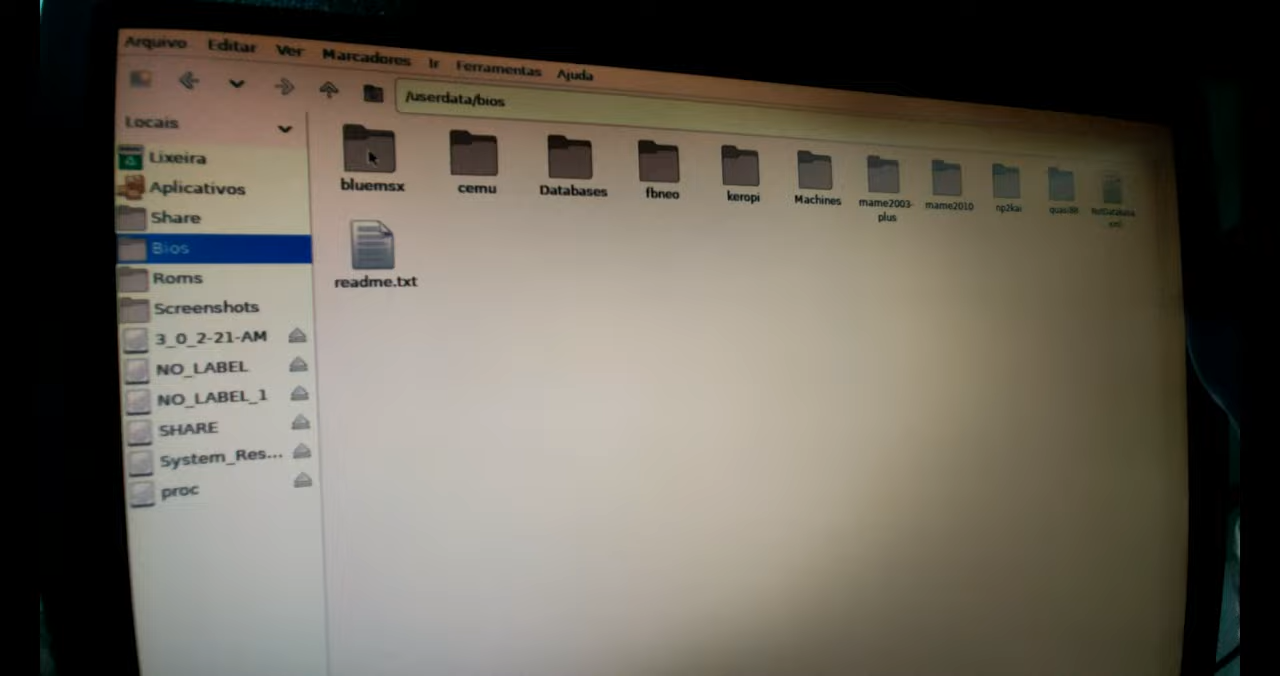 Arquivo Editar Ver Marcadores Ir Ferramentas Ajuda
/userdata/bios
Locais
Lixeira
Aplicativos
Share
Bios
Roms
Screenshots
3_0_2-21-AM
NO_LABEL
NO_LABEL_1
SHARE
System_Res...
proc
bluemsx
cemu
Databases
fbneo
keropi
Machines
mame2003-
plus
mame2010
np2kai
quasi88
readme.txt